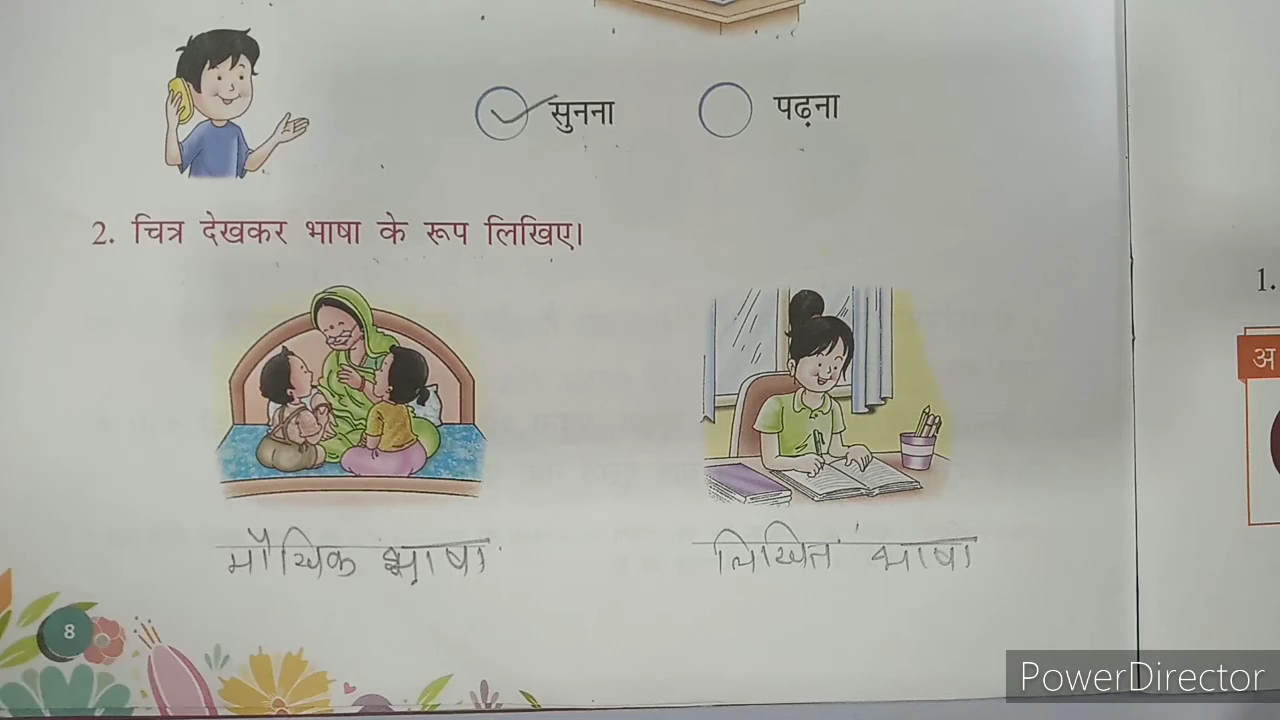 सुनना पढ़ना
2. चित्र देखकर भाषा के रूप लिखिए।
मौखिक भाषा लिखित भाषा
8
1.
अ
PowerDirector